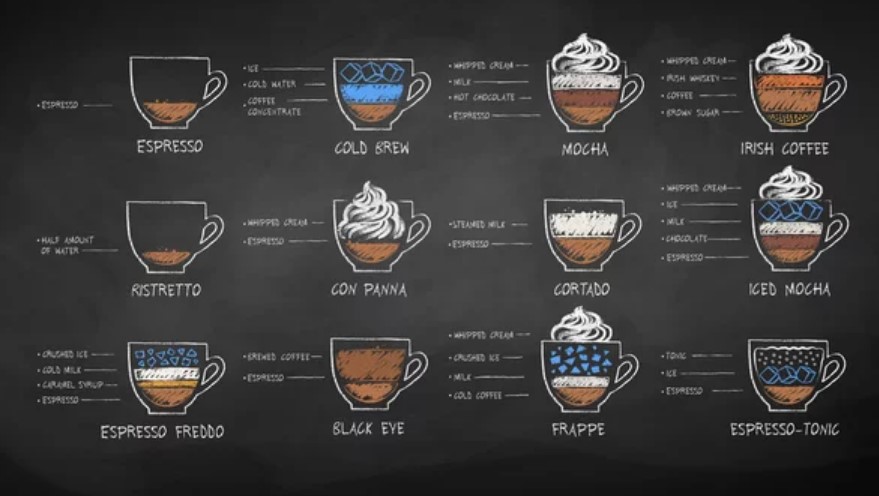 • ESPRESSO
ESPRESSO
• ICE
• COLD WATER
• COFFEE
CONCENTRATE
COLD BREW
• WHIPPED CREAM
• MILK
• HOT CHOCOLATE
• ESPRESSO
MOCHA
• WHIPPED CREAM
• IRISH WHISKEY
• COFFEE
• BROWN SUGAR
IRISH COFFEE
• HALF AMOUNT
OF WATER
RISTRETTO
• WHIPPED CREAM
• ESPRESSO
CON PANNA
• STEAMED MILK
• ESPRESSO
CORTADO
• WHIPPED CREAM
• ICE
• MILK
• CHOCOLATE
• ESPRESSO
ICED MOCHA
• CRUSHED ICE
• COLD MILK
• CARAMEL SYRUP
• ESPRESSO
ESPRESSO FREDDO
• BREWED COFFEE
• ESPRESSO
BLACK EYE
• WHIPPED CREAM
• CRUSHED ICE
• MILK
• COLD COFFEE
FRAPPE
• TONIC
• ICE
• ESPRESSO
ESPRESSO-TONIC